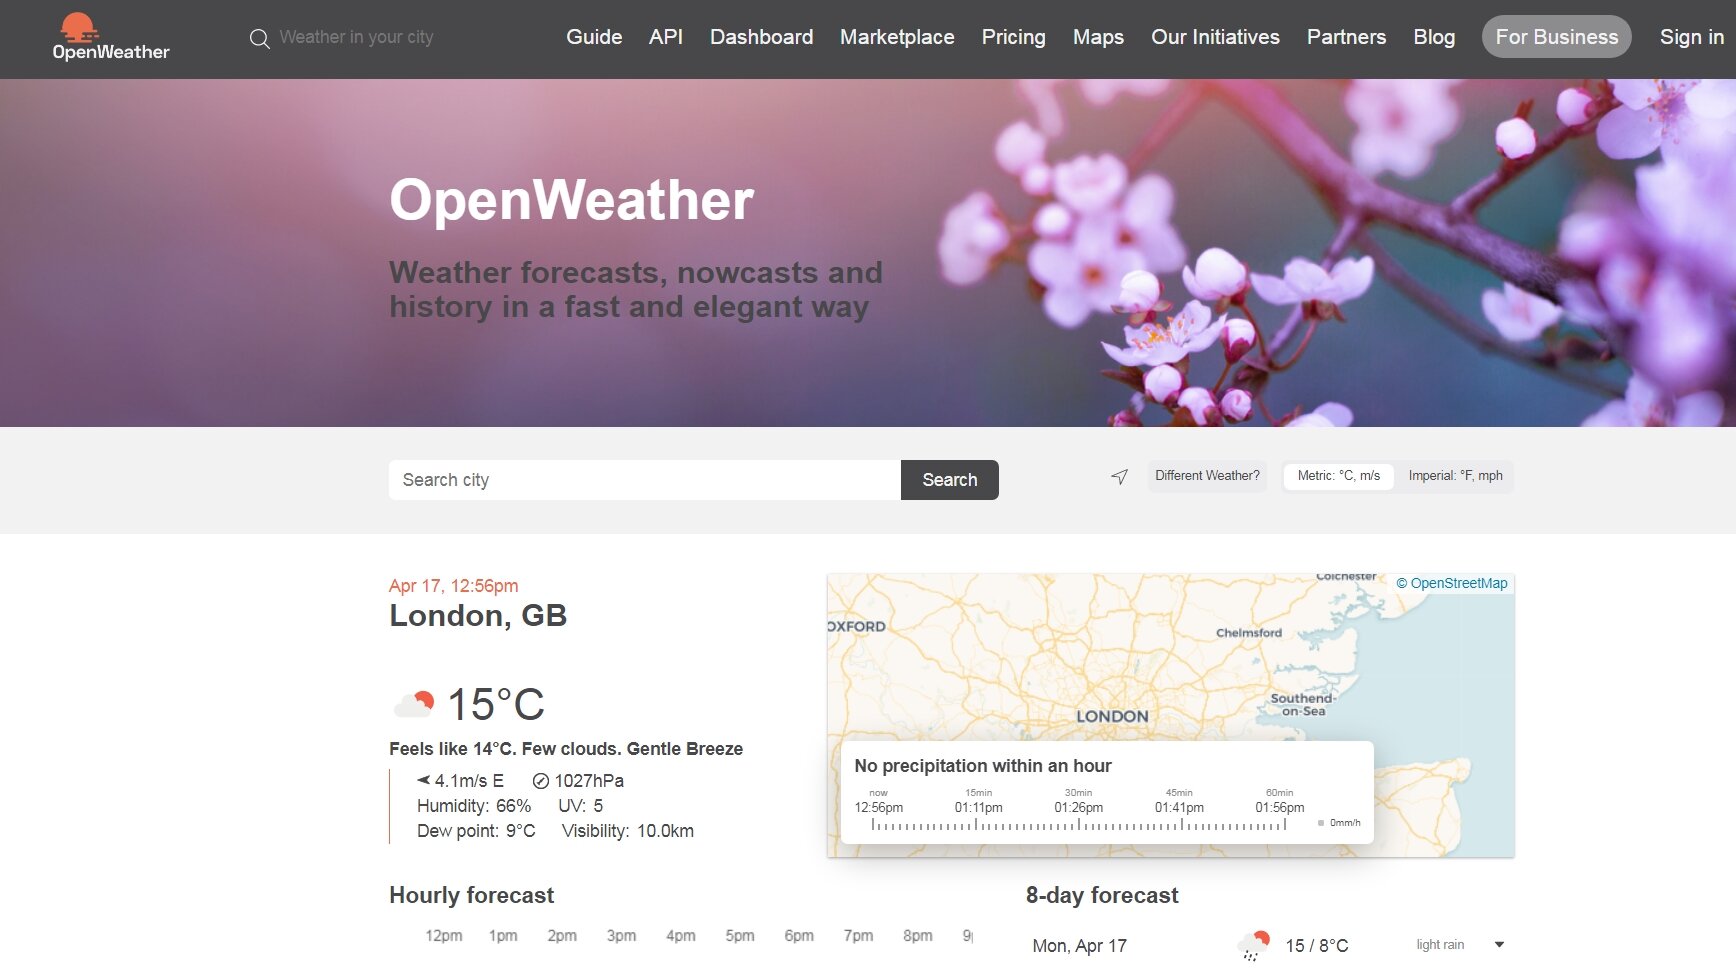 OpenWeather
Weather in your city
Guide API Dashboard Marketplace Pricing Maps Our Initiatives Partners Blog For Business Sign in
OpenWeather
Weather forecasts, nowcasts and
history in a fast and elegant way
Search city
Search
Different Weather?
Metric: °C, m/s
Imperial: °F, mph
Apr 17, 12:56pm
London, GB
15°C
Feels like 14°C. Few clouds. Gentle Breeze
4.1m/s E 1027hPa
Humidity: 66% UV: 5
Dew point: 9°C Visibility: 10.0km
Colchester
© OpenStreetMap
OXFORD
Chelmsford
Southend-
on-Sea
LONDON
No precipitation within an hour
now 15min 30min 45min 60min
12:56pm 01:11pm 01:26pm 01:41pm 01:56pm
0mm/h
Hourly forecast
12pm 1pm 2pm 3pm 4pm 5pm 6pm 7pm 8pm
8-day forecast
Mon, Apr 17 15 / 8°C light rain